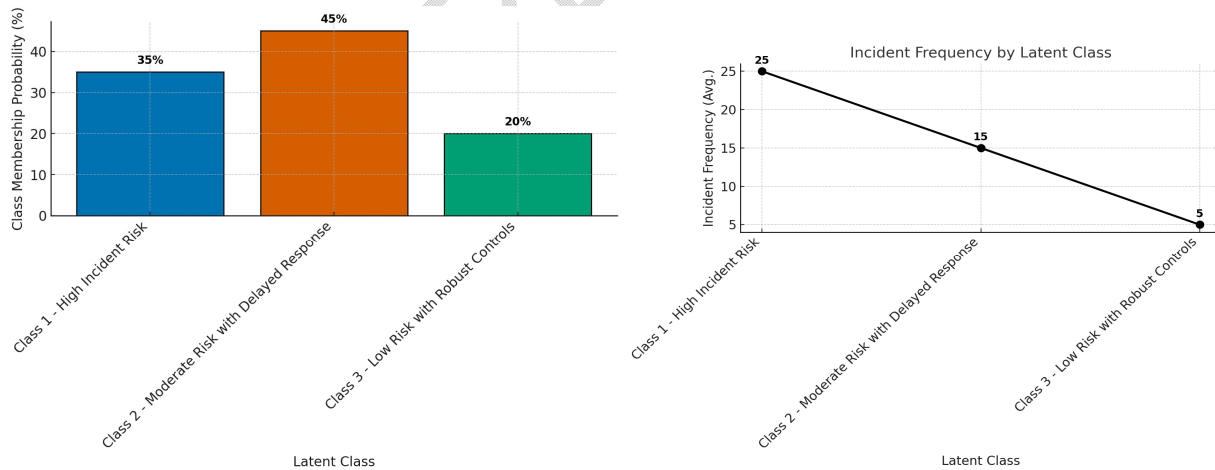 Class Membership Probability (%)
40
30
20
10
0
35%
45%
20%
Class 1 - High Incident Risk
Class 2 - Moderate Risk with Delayed Response
Class 3 - Low Risk with Robust Controls
Latent Class
Incident Frequency by Latent Class
Incident Frequency (Avg.)
25
20
15
10
5
25
15
5
Class 1 - High Incident Risk
Class 2 - Moderate Risk with Delayed Response
Class 3 - Low Risk with Robust Controls
Latent Class